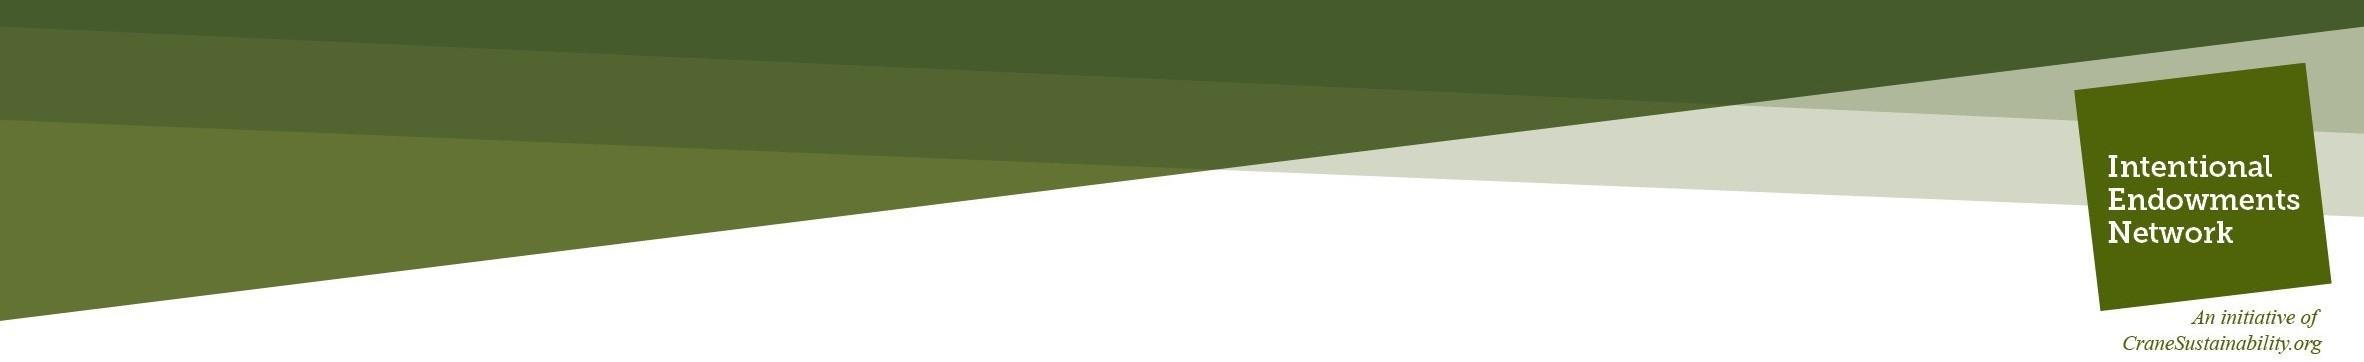 Intentional
Endowments
Network
An initiative of
CraneSustainability.org